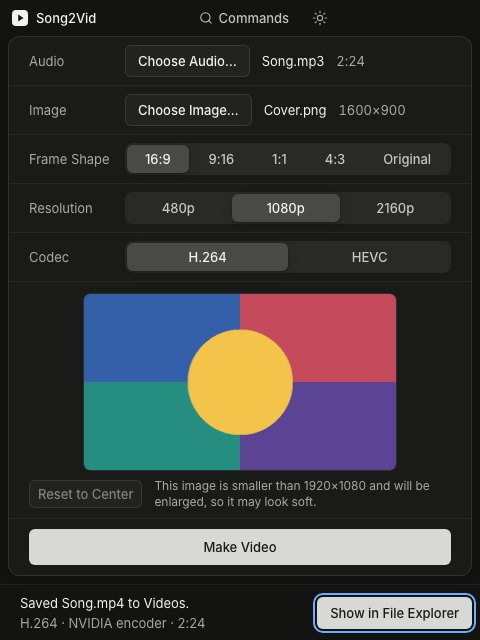 Song2Vid
Commands
Audio
Choose Audio...
Song.mp3
2:24
Image
Choose Image...
Cover.png
1600×900
Frame Shape
16:9
9:16
1:1
4:3
Original
Resolution
480p
1080p
2160p
Codec
H.264
HEVC
Reset to Center
This image is smaller than 1920×1080 and will be
enlarged, so it may look soft.
Make Video
Saved Song.mp4 to Videos.
H.264 · NVIDIA encoder · 2:24
Show in File Explorer